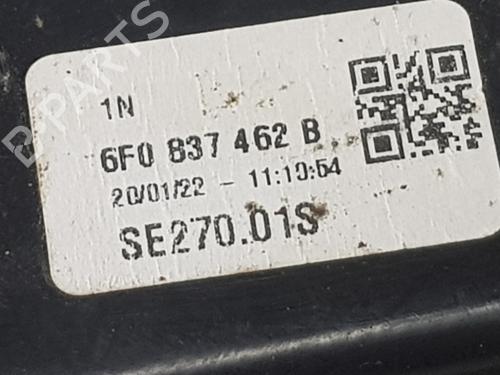 B-PARTS
1N
6F0 837 462 B
20/01/22 - 11:10:54
SE270.01S